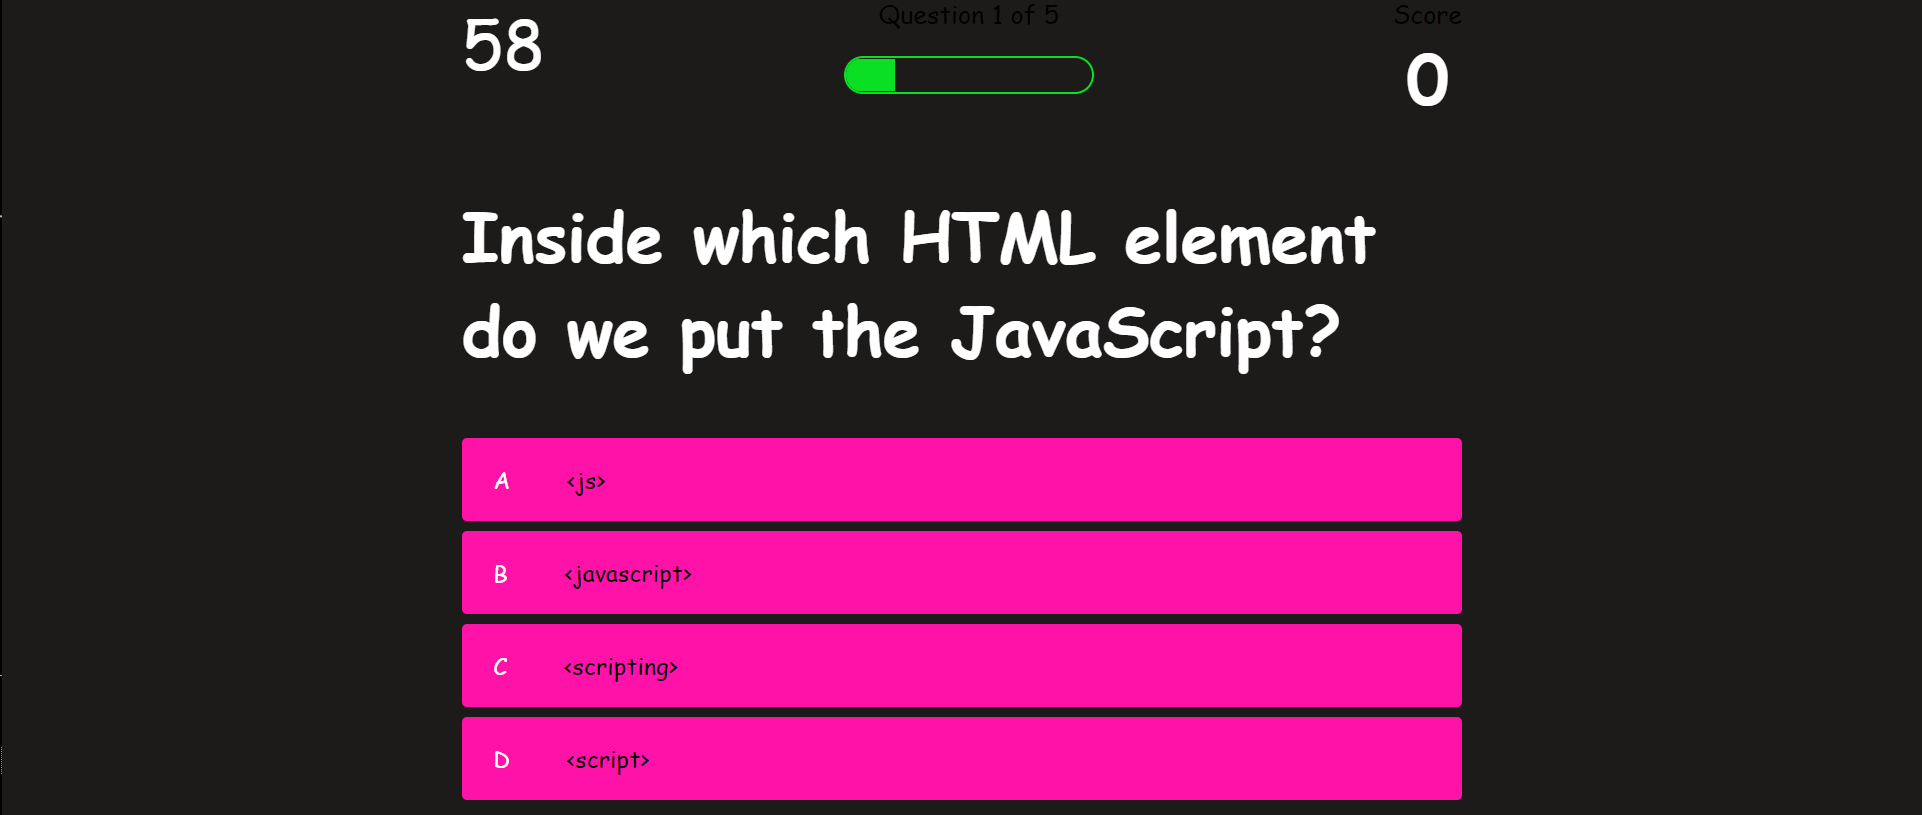 58
Question 1 of 5
Score
0
Inside which HTML element
do we put the JavaScript?
A <js>
B <javascript>
C <scripting>
D <script>